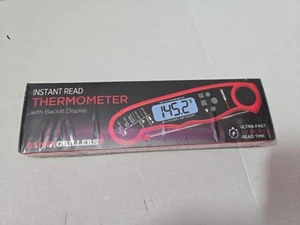 INSTANT READ
THERMOMETER
with Backlit Display
145.2°F
GRILLERS
ULTRA FAST
READ TIME